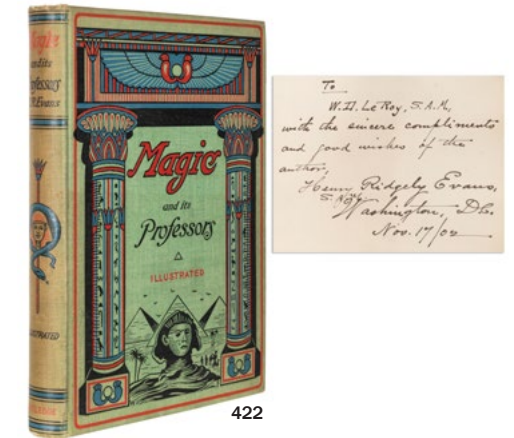 Magic
and its
Professors
Evans
ILLUSTRATED
Magic
and its
Professors
ILLUSTRATED
To
W.H. LeRoy, S.A.M.,
with the sincere compliments
and good wishes of the
author,
Henry Ridgely Evans,
Washington, D.C.
Nov. 17/04
422